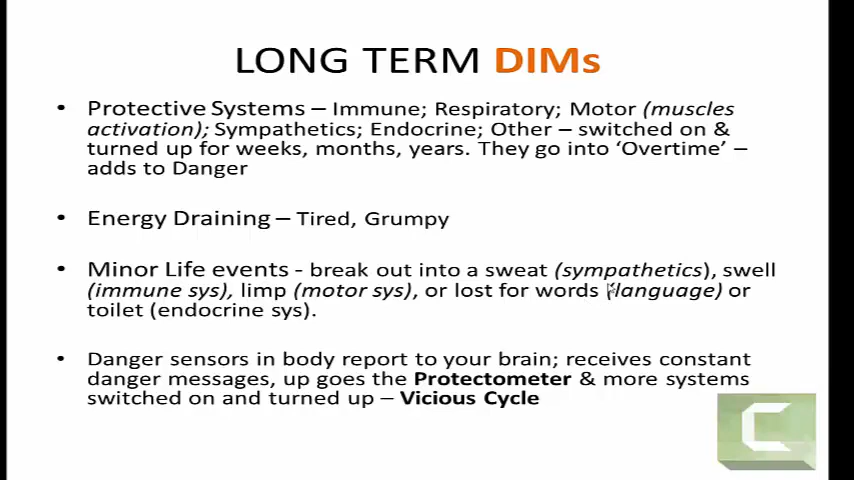 LONG TERM DIMs
• Protective Systems – Immune; Respiratory; Motor (muscles
activation); Sympathetics; Endocrine; Other – switched on &
turned up for weeks, months, years. They go into 'Overtime' –
adds to Danger
• Energy Draining – Tired, Grumpy
• Minor Life events - break out into a sweat (sympathetics), swell
(immune sys), limp (motor sys), or lost for words (language) or
toilet (endocrine sys).
• Danger sensors in body report to your brain; receives constant
danger messages, up goes the Protectometer & more systems
switched on and turned up – Vicious Cycle
C